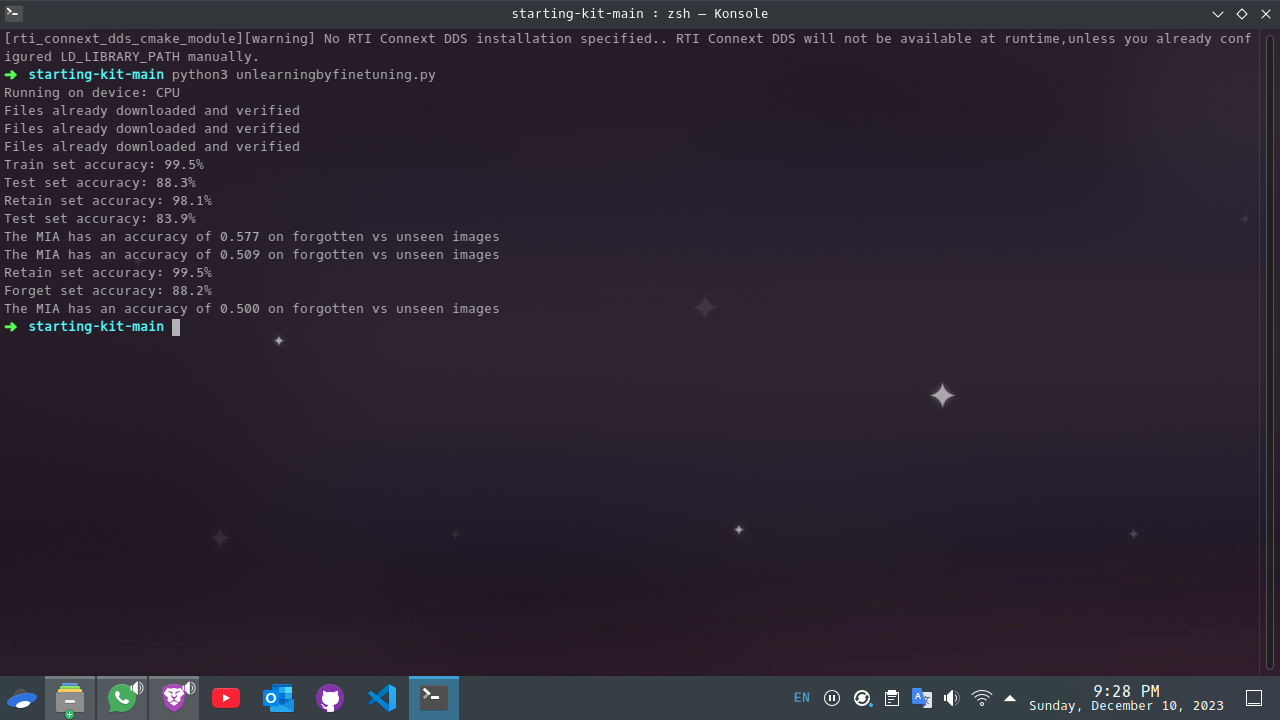 starting-kit-main : zsh — Konsole
[rti_connext_dds_cmake_module][warning] No RTI Connext DDS installation specified.. RTI Connext DDS will not be available at runtime,unless you already conf
igured LD_LIBRARY_PATH manually.
➜ starting-kit-main python3 unlearningbyfinetuning.py
Running on device: CPU
Files already downloaded and verified
Files already downloaded and verified
Files already downloaded and verified
Train set accuracy: 99.5%
Test set accuracy: 88.3%
Retain set accuracy: 98.1%
Test set accuracy: 83.9%
The MIA has an accuracy of 0.577 on forgotten vs unseen images
The MIA has an accuracy of 0.509 on forgotten vs unseen images
Retain set accuracy: 99.5%
Forget set accuracy: 88.2%
The MIA has an accuracy of 0.500 on forgotten vs unseen images
➜ starting-kit-main
EN
9:28 PM
Sunday, December 10, 2023